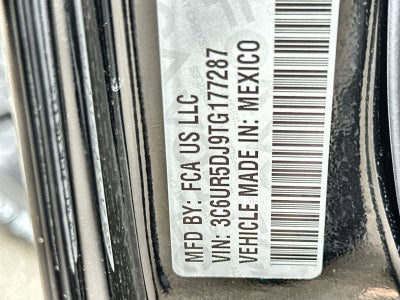 MFD BY: FCA US LLC
VIN: 3C6UR5DJ9TG177287
VEHICLE MADE IN: MEXICO